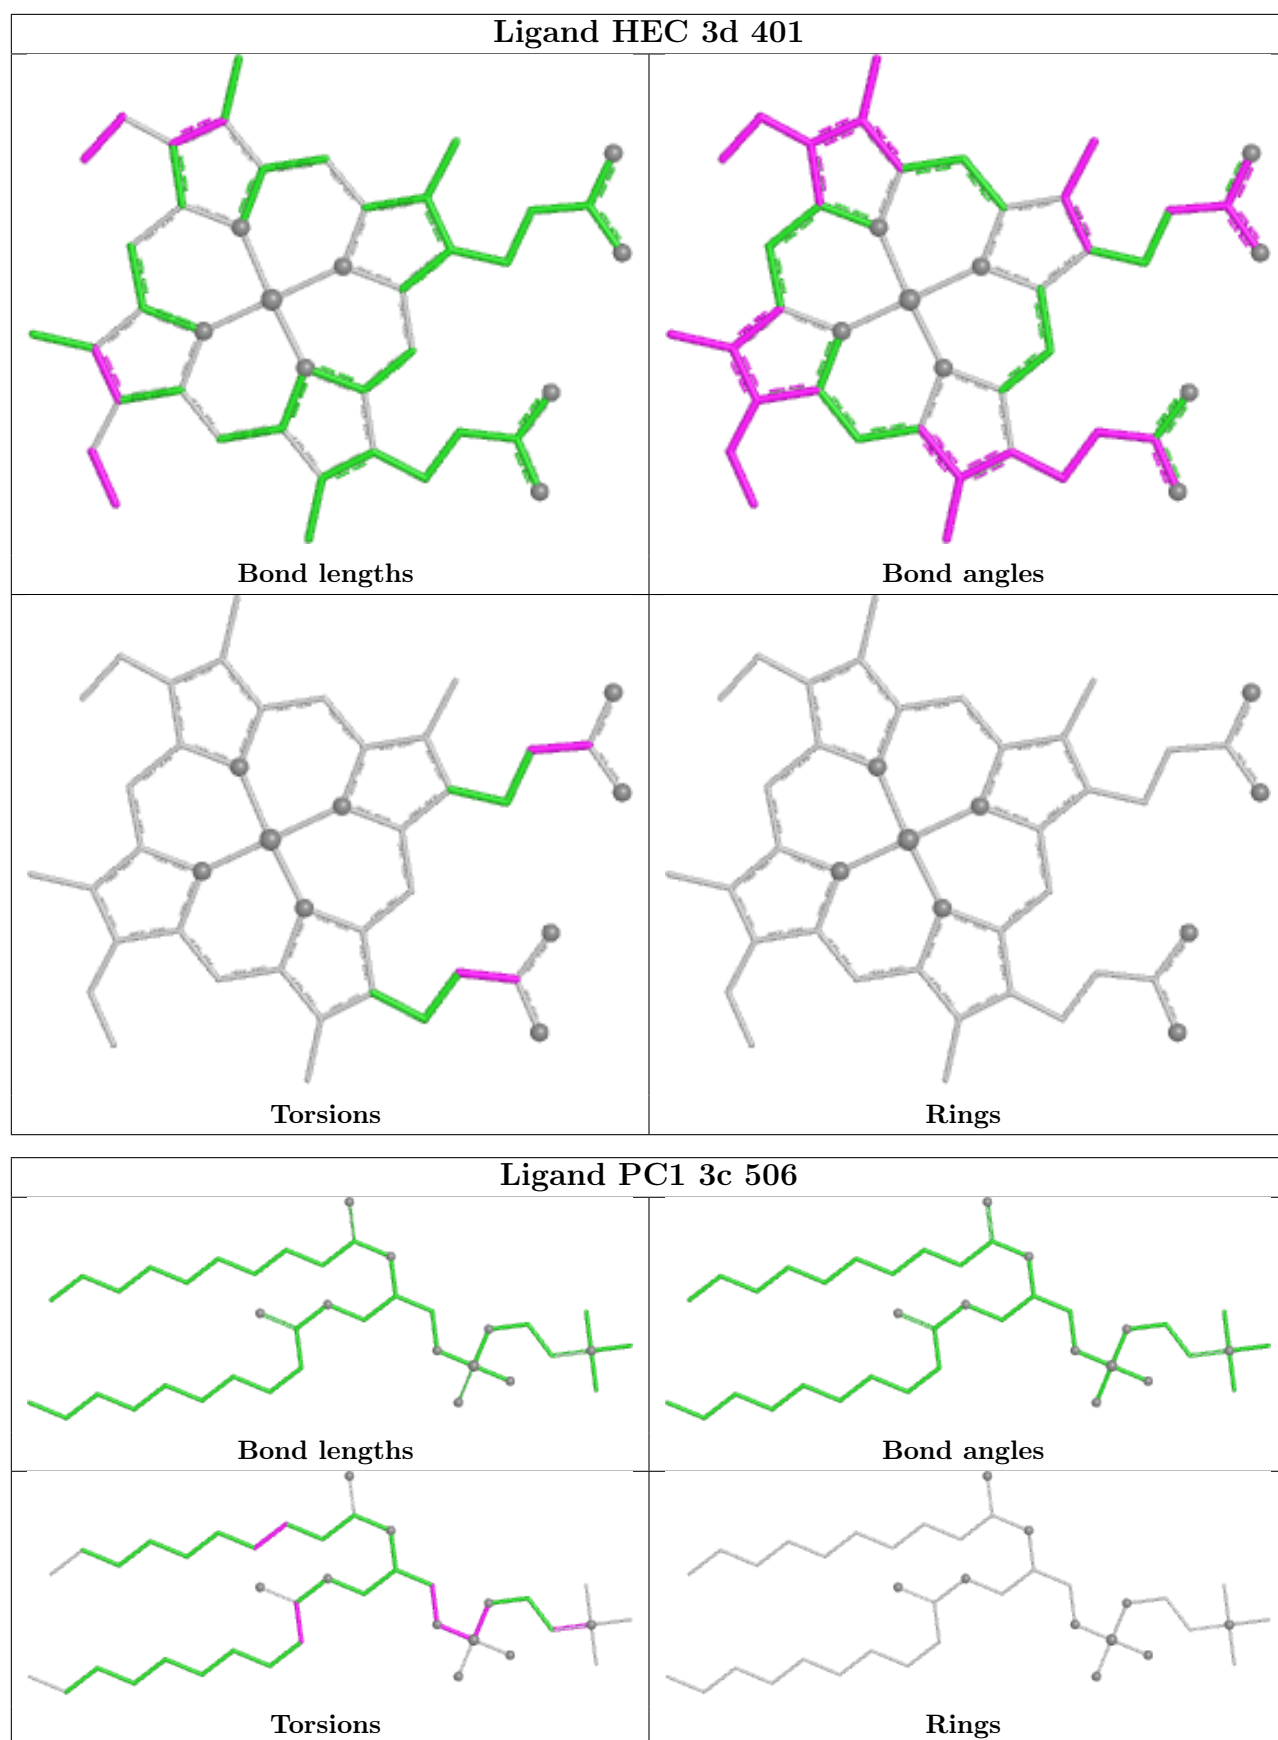 Ligand HEC 3d 401
Bond lengths
Bond angles
Torsions
Rings
Ligand PC1 3c 506
Bond lengths
Bond angles
Torsions
Rings